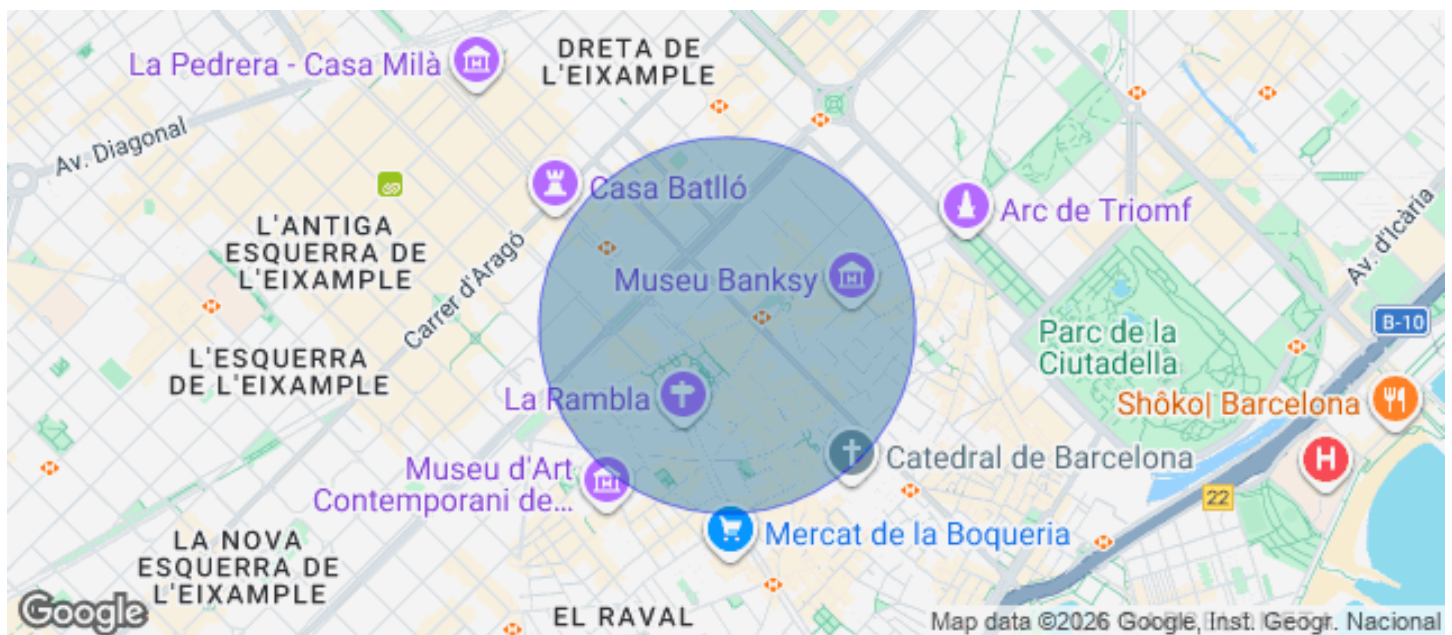 DRETA DE
L'EIXAMPLE
La Pedrera - Casa Milà
Av. Diagonal
Casa Batlló
Arc de Triomf
L'ANTIGA
ESQUERRA DE
L'EIXAMPLE
Carrer d'Aragó
Museu Banksy
Av. d'Icària
B-10
Parc de la
Ciutadella
L'ESQUERRA
DE L'EIXAMPLE
La Rambla
Shôko| Barcelona
Catedral de Barcelona
Museu d'Art
Contemporani de...
H
22
Mercat de la Boqueria
LA NOVA
ESQUERRA DE
L'EIXAMPLE
EL RAVAL
Google
Map data ©2026 Google, Inst. Geogr. Nacional